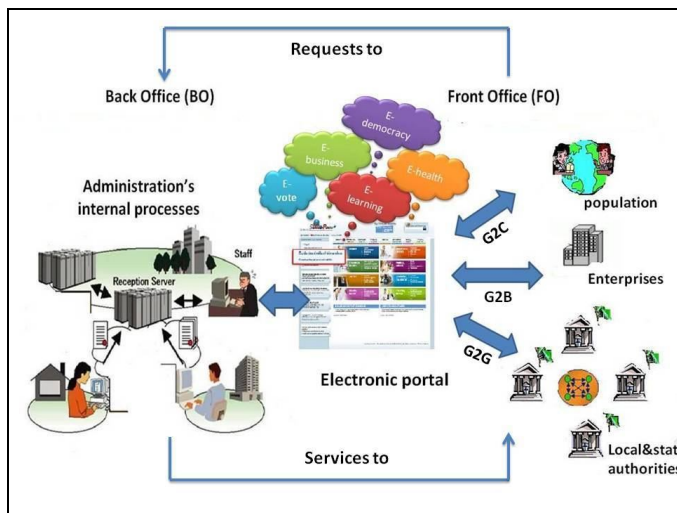 Requests to
Back Office (BO)
Front Office (FO)
E-
democracy
E-
business
E-health
E-
vote
E-
learning
Administration's
internal processes
population
G2C
Staff
Reception Server
Enterprises
G2B
G2G
Electronic portal
Local&stat
authorities
Services to